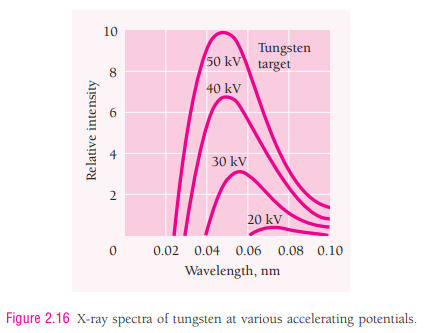 10
8
6
4
2
Relative intensity
Tungsten
target
50 kV
40 kV
30 kV
20 kV
0 0.02 0.04 0.06 0.08 0.10
Wavelength, nm
Figure 2.16 X-ray spectra of tungsten at various accelerating potentials.